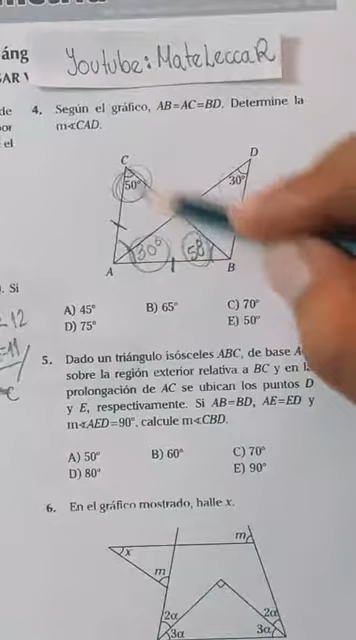 áng
Youtube: MateLeccaR
de
4. Según el gráfico, AB=AC=BD. Determine la
m∢CAD.
el
C
50°
D
30°
30°
A
B
A) 45°
B) 65°
C) 70°
D) 75°
E) 50°
. Si
5. Dado un triángulo isósceles ABC, de base
sobre la región exterior relativa a BC y en
prolongación de AC se ubican los puntos D
y E, respectivamente. Si AB=BD, AE=ED y
m∢AED=90°, calcule m∢CBD.
A) 50°
B) 60°
C) 70°
D) 80°
E) 90°
6. En el gráfico mostrado, halle x.
m
x
m
2α
2α
3α
3α